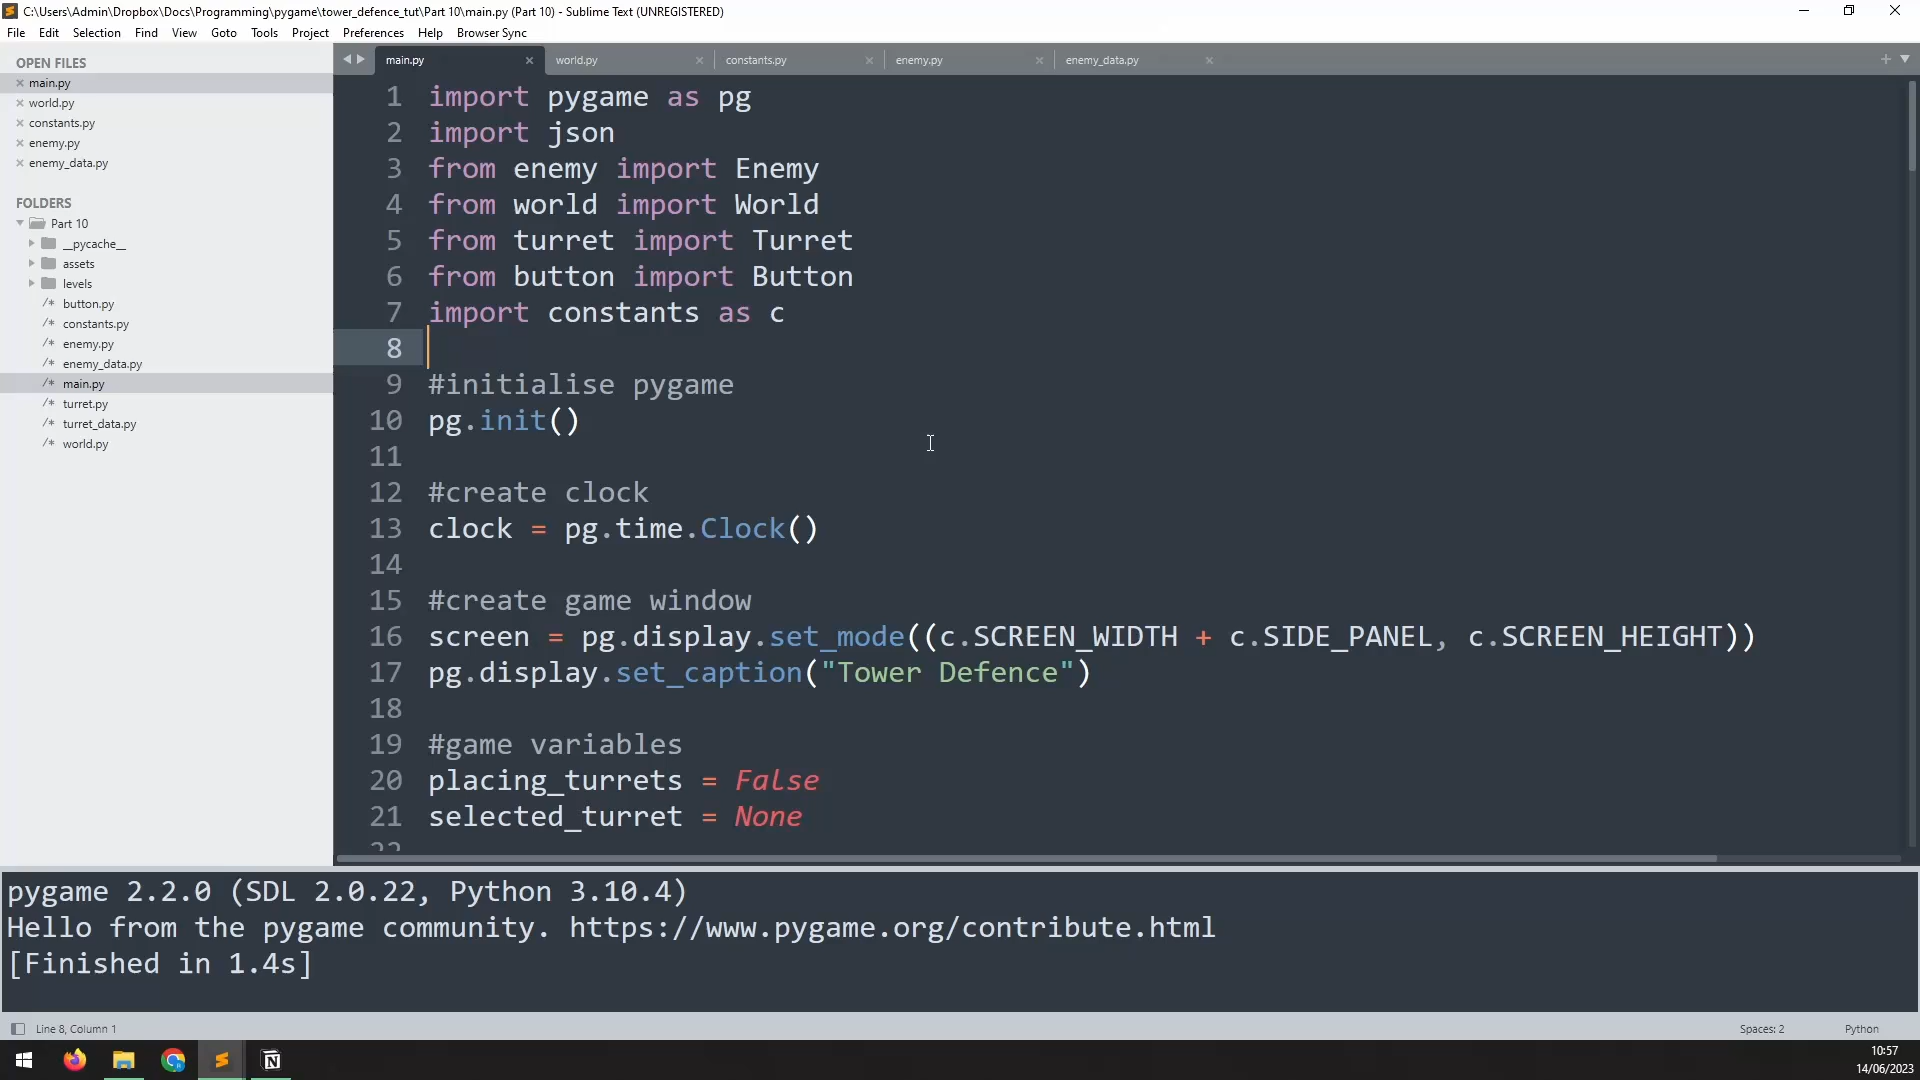 C:\Users\Admin\Dropbox\Docs\Programming\pygame\tower_defence_tut\Part 10\main.py (Part 10) - Sublime Text (UNREGISTERED)
File Edit Selection Find View Goto Tools Project Preferences Help Browser Sync
OPEN FILES
main.py
world.py
constants.py
enemy.py
enemy_data.py
FOLDERS
Part 10
__pycache__
assets
levels
/* button.py
/* constants.py
/* enemy.py
/* enemy_data.py
/* main.py
/* turret.py
/* turret_data.py
/* world.py
main.py world.py constants.py enemy.py enemy_data.py
1 import pygame as pg
2 import json
3 from enemy import Enemy
4 from world import World
5 from turret import Turret
6 from button import Button
7 import constants as c
8
9 #initialise pygame
10 pg.init()
11
12 #create clock
13 clock = pg.time.Clock()
14
15 #create game window
16 screen = pg.display.set_mode((c.SCREEN_WIDTH + c.SIDE_PANEL, c.SCREEN_HEIGHT))
17 pg.display.set_caption("Tower Defence")
18
19 #game variables
20 placing_turrets = False
21 selected_turret = None
22
pygame 2.2.0 (SDL 2.0.22, Python 3.10.4)
Hello from the pygame community. https://www.pygame.org/contribute.html
[Finished in 1.4s]
Line 8, Column 1
Spaces: 2
Python
10:57
14/06/2023